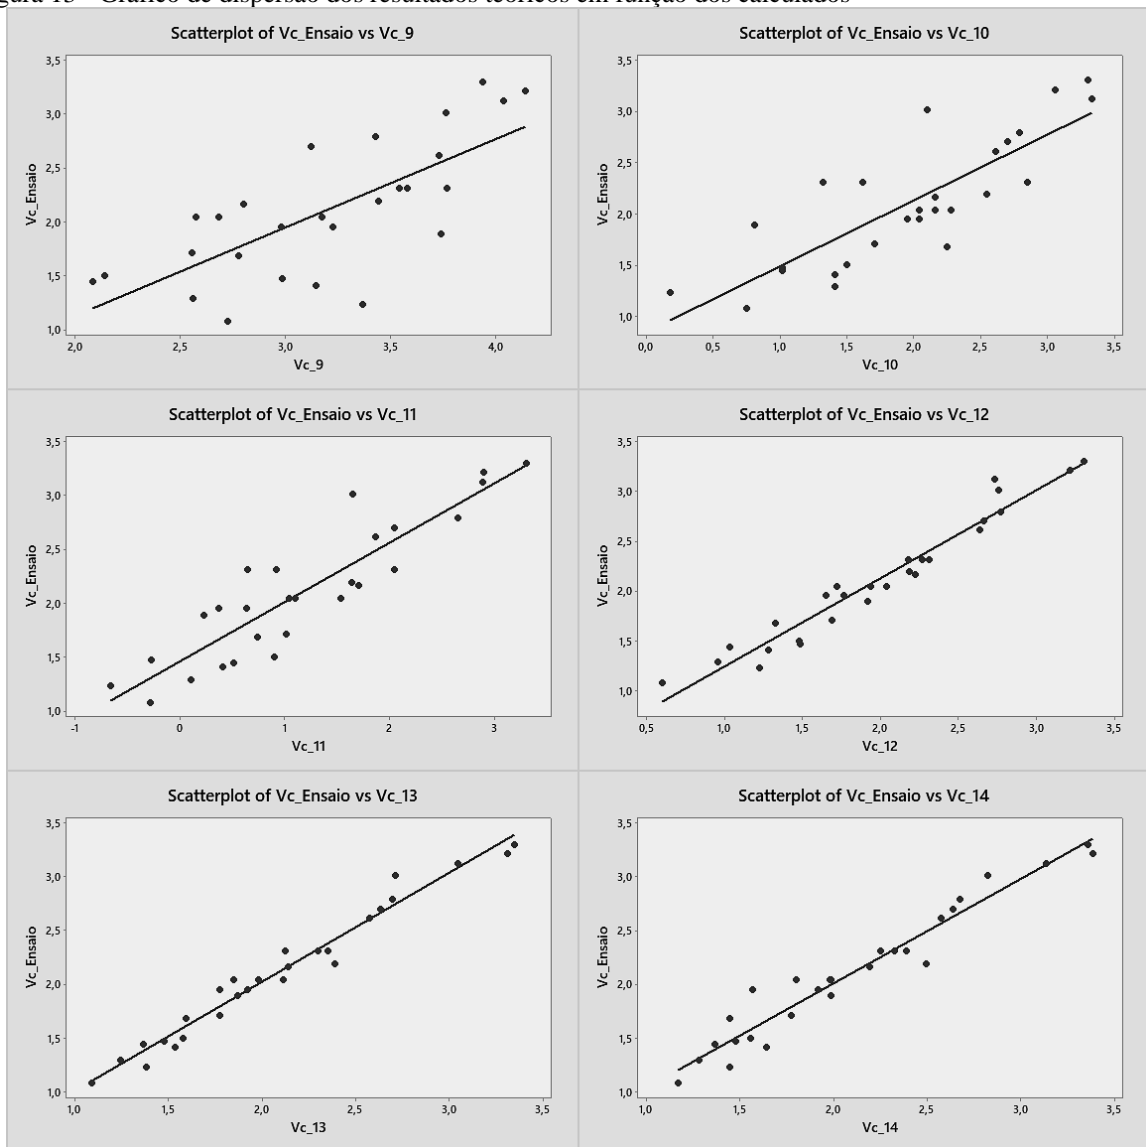 Gráfico de dispersão dos resultados teóricos em função dos calculados
Scatterplot of Vc_Ensaio vs Vc_9
3,5
3,0
2,5
2,0
1,5
1,0
Vc_Ensaio
2,0 2,5 3,0 3,5 4,0
Vc_9
Scatterplot of Vc_Ensaio vs Vc_10
3,5
3,0
2,5
2,0
1,5
1,0
Vc_Ensaio
0,0 0,5 1,0 1,5 2,0 2,5 3,0 3,5
Vc_10
Scatterplot of Vc_Ensaio vs Vc_11
3,5
3,0
2,5
2,0
1,5
1,0
Vc_Ensaio
-1 0 1 2 3
Vc_11
Scatterplot of Vc_Ensaio vs Vc_12
3,5
3,0
2,5
2,0
1,5
1,0
Vc_Ensaio
0,5 1,0 1,5 2,0 2,5 3,0 3,5
Vc_12
Scatterplot of Vc_Ensaio vs Vc_13
3,5
3,0
2,5
2,0
1,5
1,0
Vc_Ensaio
1,0 1,5 2,0 2,5 3,0 3,5
Vc_13
Scatterplot of Vc_Ensaio vs Vc_14
3,5
3,0
2,5
2,0
1,5
1,0
Vc_Ensaio
1,0 1,5 2,0 2,5 3,0 3,5
Vc_14